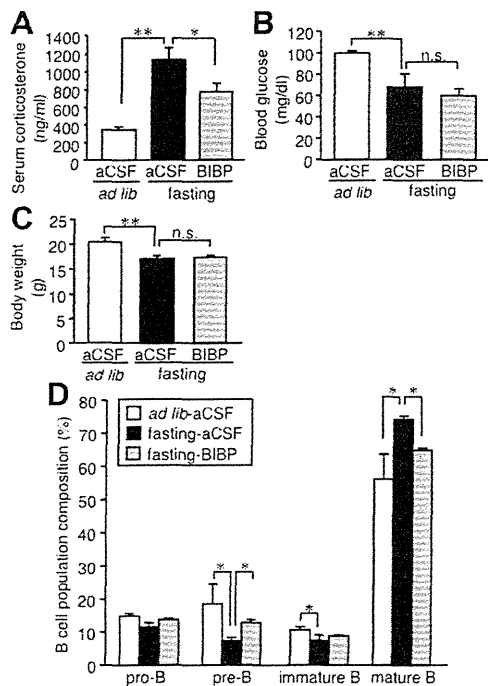 A
Serum corticosterone
(ng/ml)
1400
1200
1000
800
600
400
0
**
*
aCSF aCSF BIBP
ad lib fasting
B
Blood glucose
(mg/dl)
120
100
80
60
40
20
0
**
n.s.
aCSF aCSF BIBP
ad lib fasting
C
Body weight
(g)
25
20
15
10
5
0
**
n.s.
aCSF aCSF BIBP
ad lib fasting
D
B cell population composition (%)
80
70
60
50
40
30
20
10
0
ad lib-aCSF
fasting-aCSF
fasting-BIBP
* *
*
* *
pro-B pre-B immature B mature B